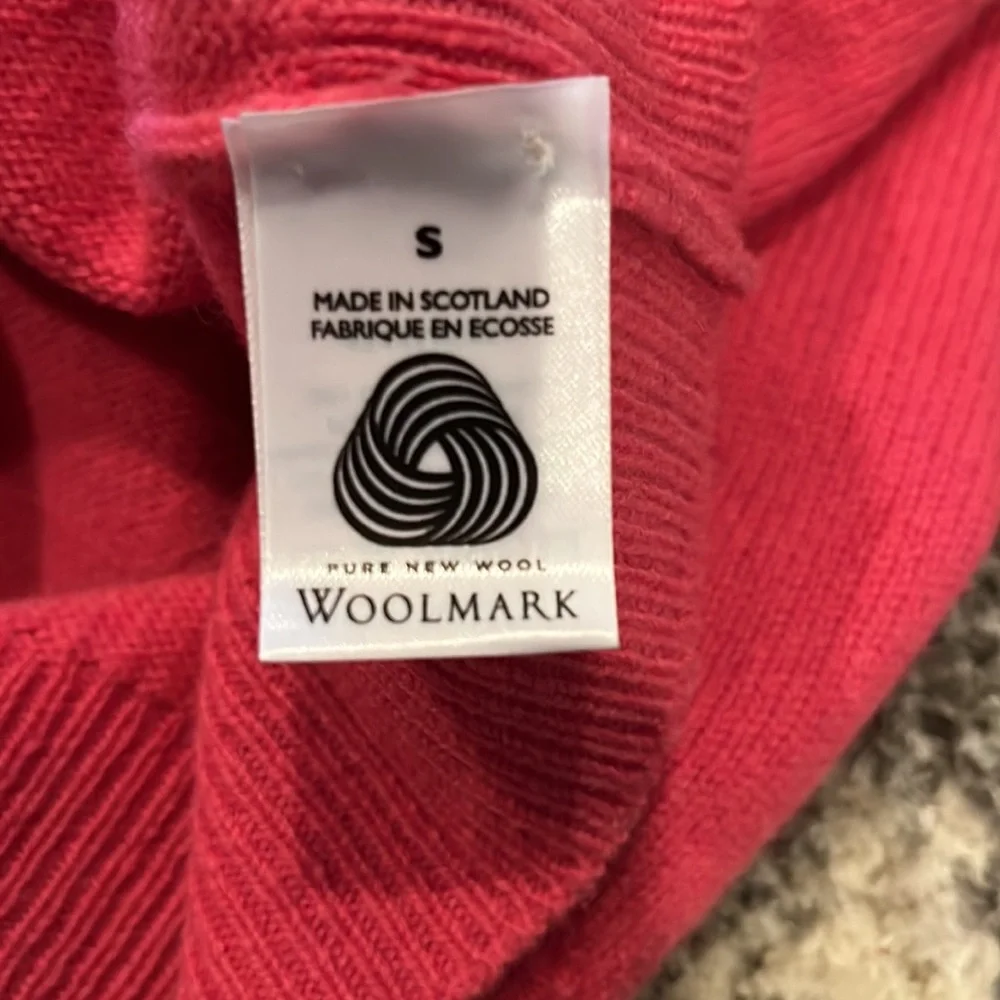 S
MADE IN SCOTLAND
FABRIQUE EN ECOSSE
PURE NEW WOOL
WOOLMARK